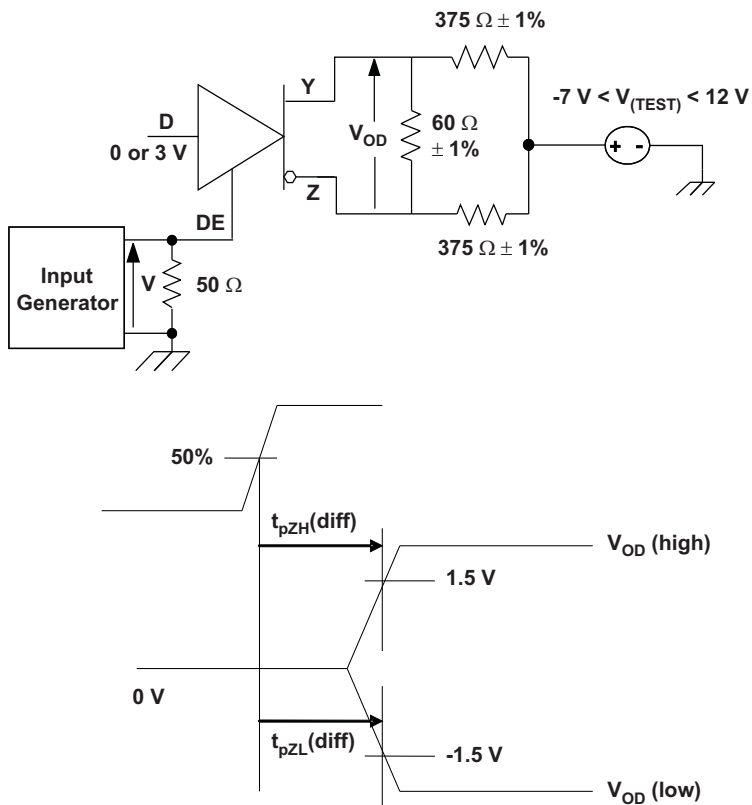 375 Ω ± 1%
Y
-7 V < V(TEST) < 12 V
D
0 or 3 V
VOD
60 Ω
± 1%
+ -
Z
DE
375 Ω ± 1%
Input
Generator
V
50 Ω
50%
tpZH(diff)
VOD (high)
1.5 V
0 V
tpZL(diff)
-1.5 V
VOD (low)